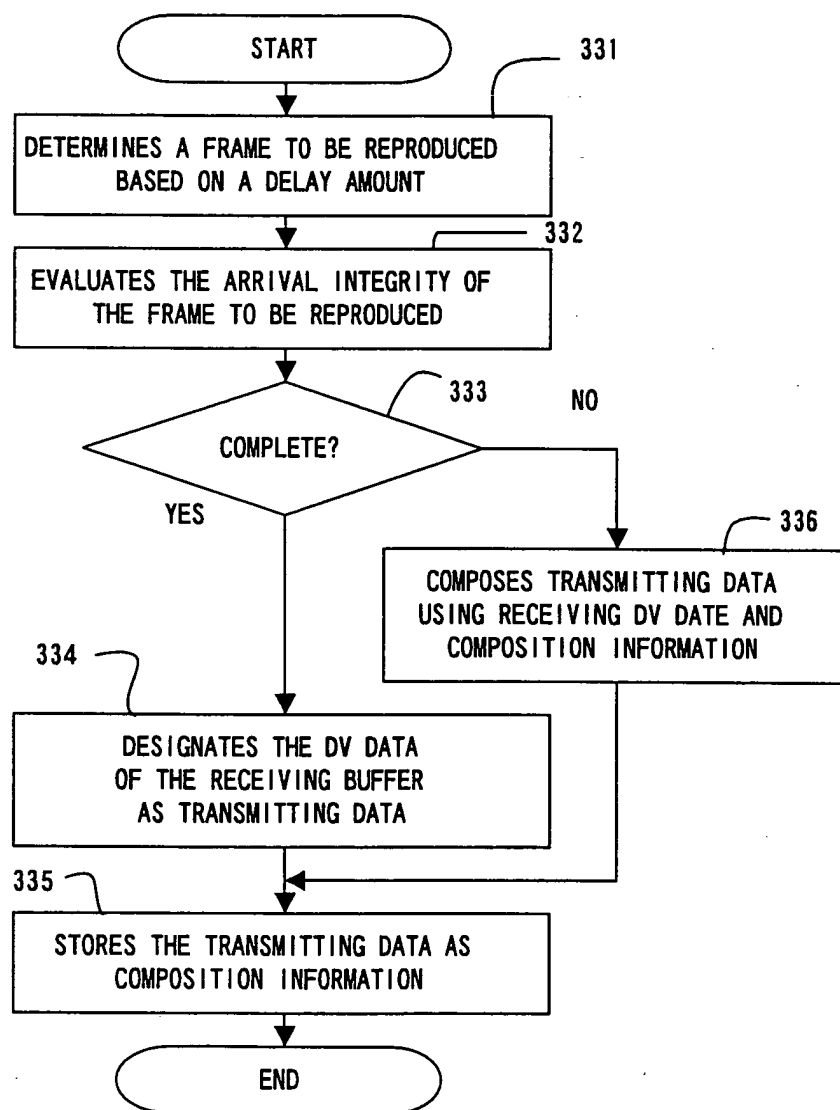 START
331
DETERMINES A FRAME TO BE REPRODUCED
BASED ON A DELAY AMOUNT
332
EVALUATES THE ARRIVAL INTEGRITY OF
THE FRAME TO BE REPRODUCED
333
NO
COMPLETE?
YES
336
COMPOSES TRANSMITTING DATA
USING RECEIVING DV DATE AND
COMPOSITION INFORMATION
334
DESIGNATES THE DV DATA
OF THE RECEIVING BUFFER
AS TRANSMITTING DATA
335
STORES THE TRANSMITTING DATA AS
COMPOSITION INFORMATION
END